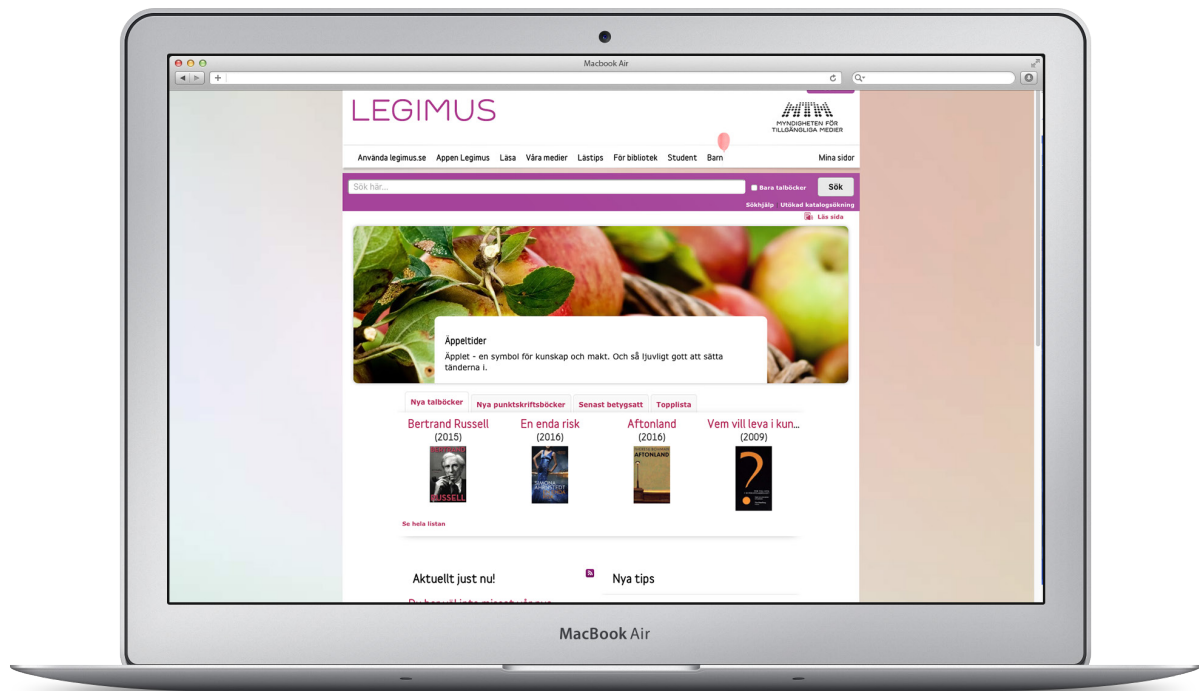 Macbook Air
LEGIMUS
MYNDIGHETEN FÖR
TILLGÄNGLIGA MEDIER
Använda legimus.se Appen Legimus Läsa Våra medier Lästips För bibliotek Student Barn Mina sidor
Sök här... Bara talböcker Sök
Sökhjälp Utökad katalogsökning
Läs sida
Äppeltider
Äpplet - en symbol för kunskap och makt. Och så ljuvligt gott att sätta
tänderna i.
Nya talböcker Nya punktskriftsböcker Senast betygsatt Topplista
Bertrand Russell En enda risk Aftonland Vem vill leva i kun...
(2015) (2016) (2016) (2009)
BERTRAND
RUSSELL
SIMONA
AHRNSTEDT
AFTONLAND
?
Se hela listan
Aktuellt just nu! Nya tips
MacBook Air